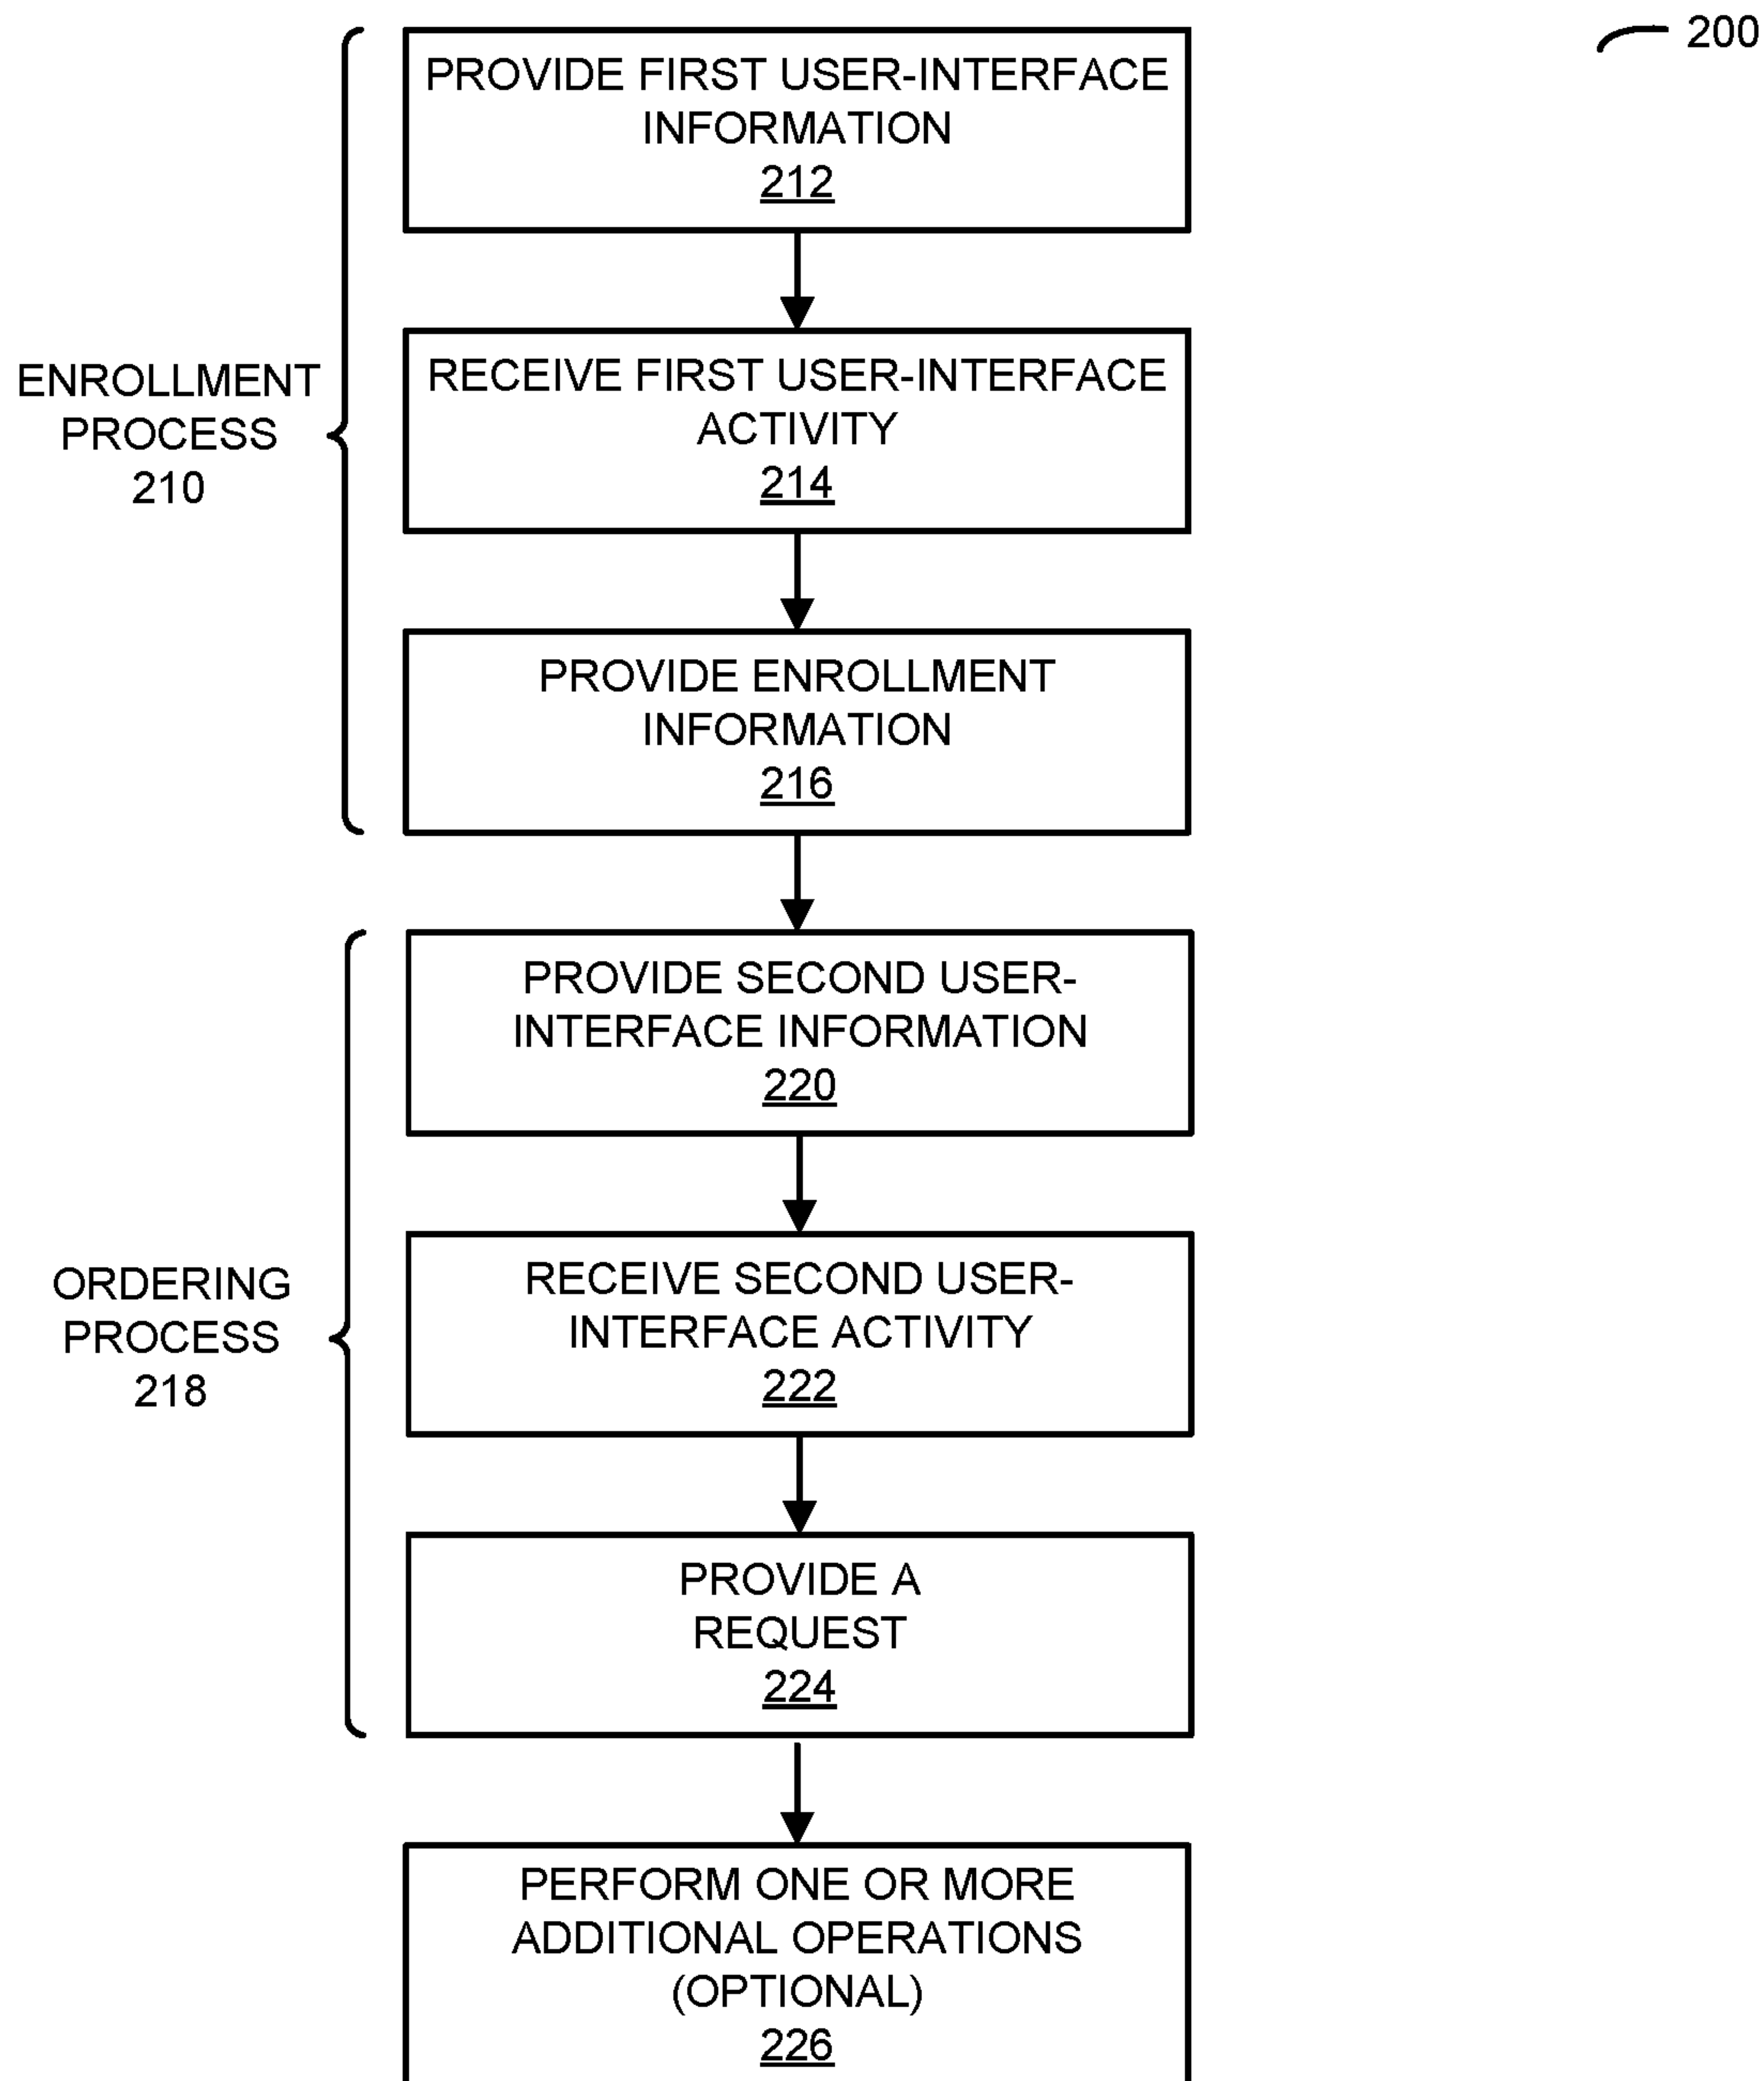 200
PROVIDE FIRST USER-INTERFACE
INFORMATION
212
RECEIVE FIRST USER-INTERFACE
ACTIVITY
214
ENROLLMENT
PROCESS
210
PROVIDE ENROLLMENT
INFORMATION
216
PROVIDE SECOND USER-
INTERFACE INFORMATION
220
RECEIVE SECOND USER-
INTERFACE ACTIVITY
222
ORDERING
PROCESS
218
PROVIDE A
REQUEST
224
PERFORM ONE OR MORE
ADDITIONAL OPERATIONS
(OPTIONAL)
226